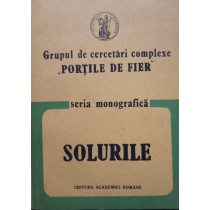 Grupul de cercetări complexe
„PORȚILE DE FIER"
seria monografică
SOLURILE
EDITURA ACADEMIEI ROMÂNE